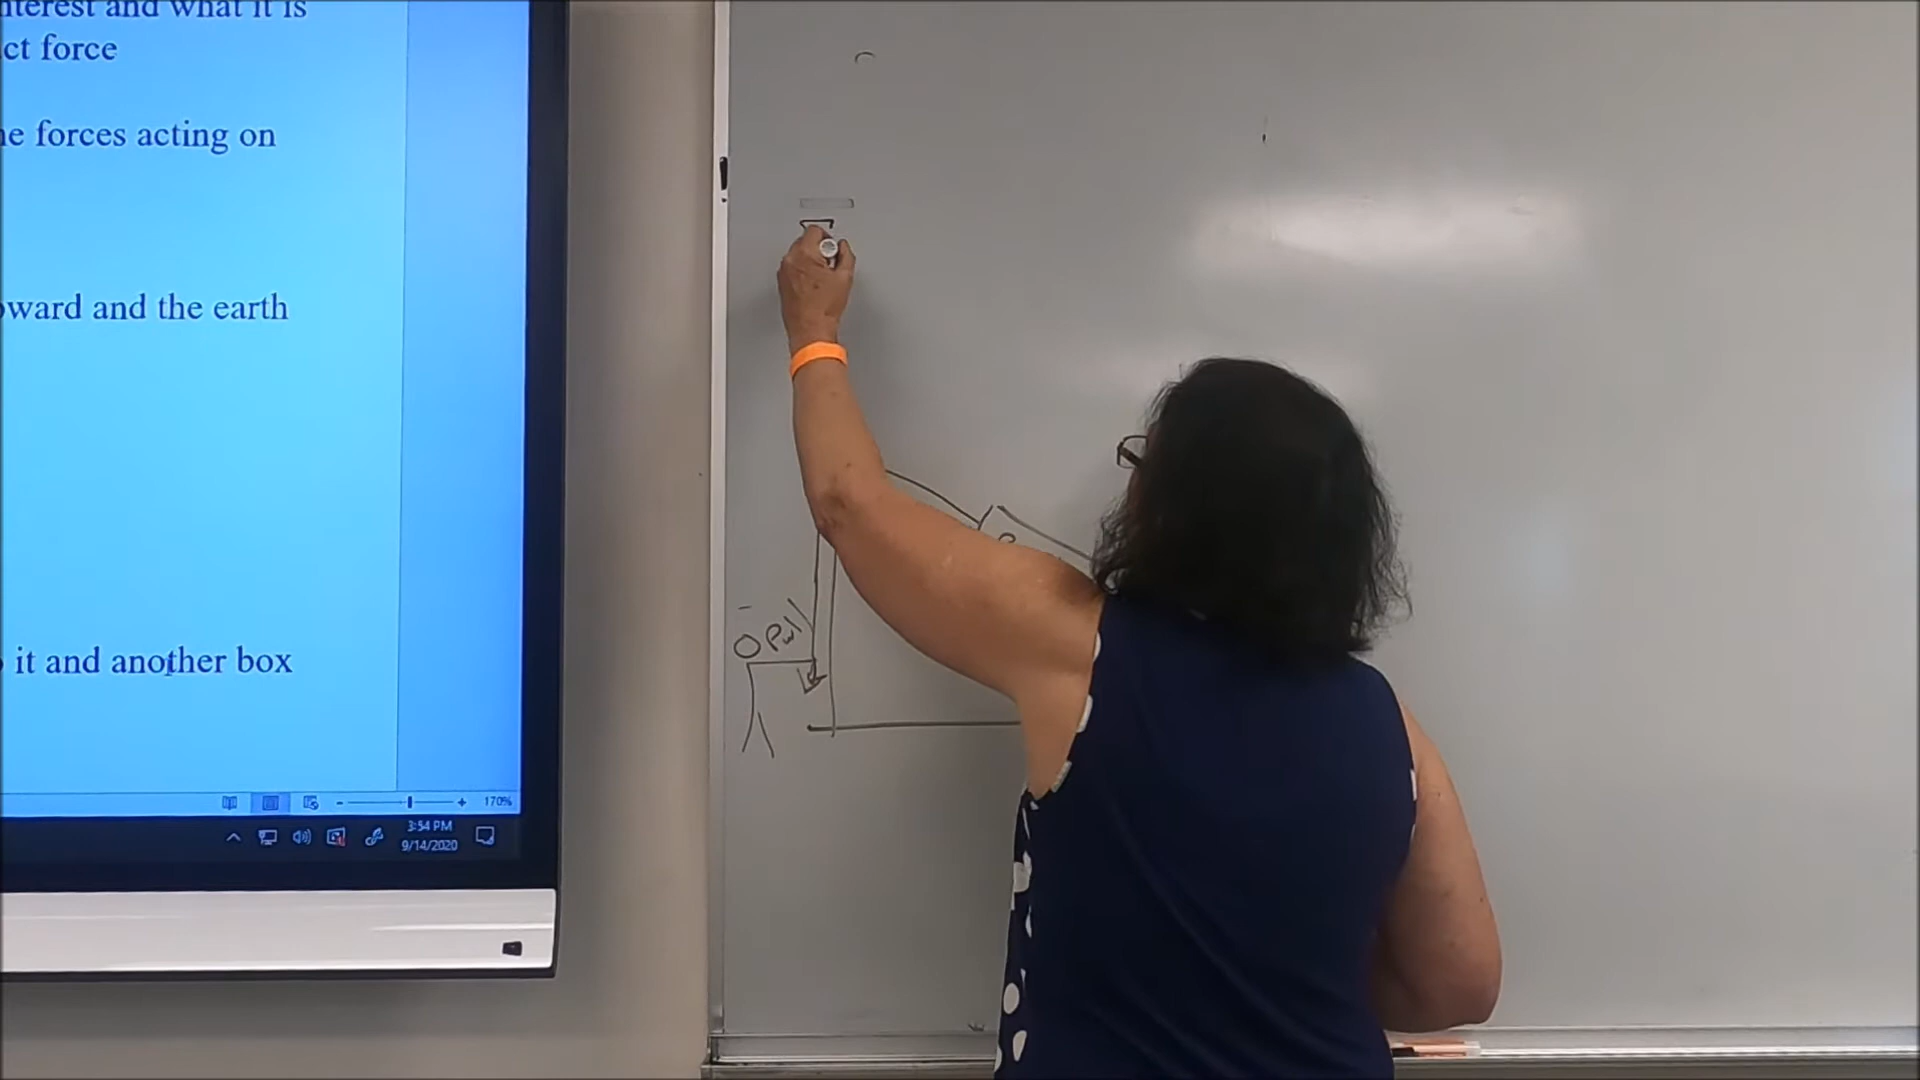 nterest and what it is
ct force
e forces acting on
ward and the earth
it and another box
170%
3:54 PM
9/14/2020
Pull